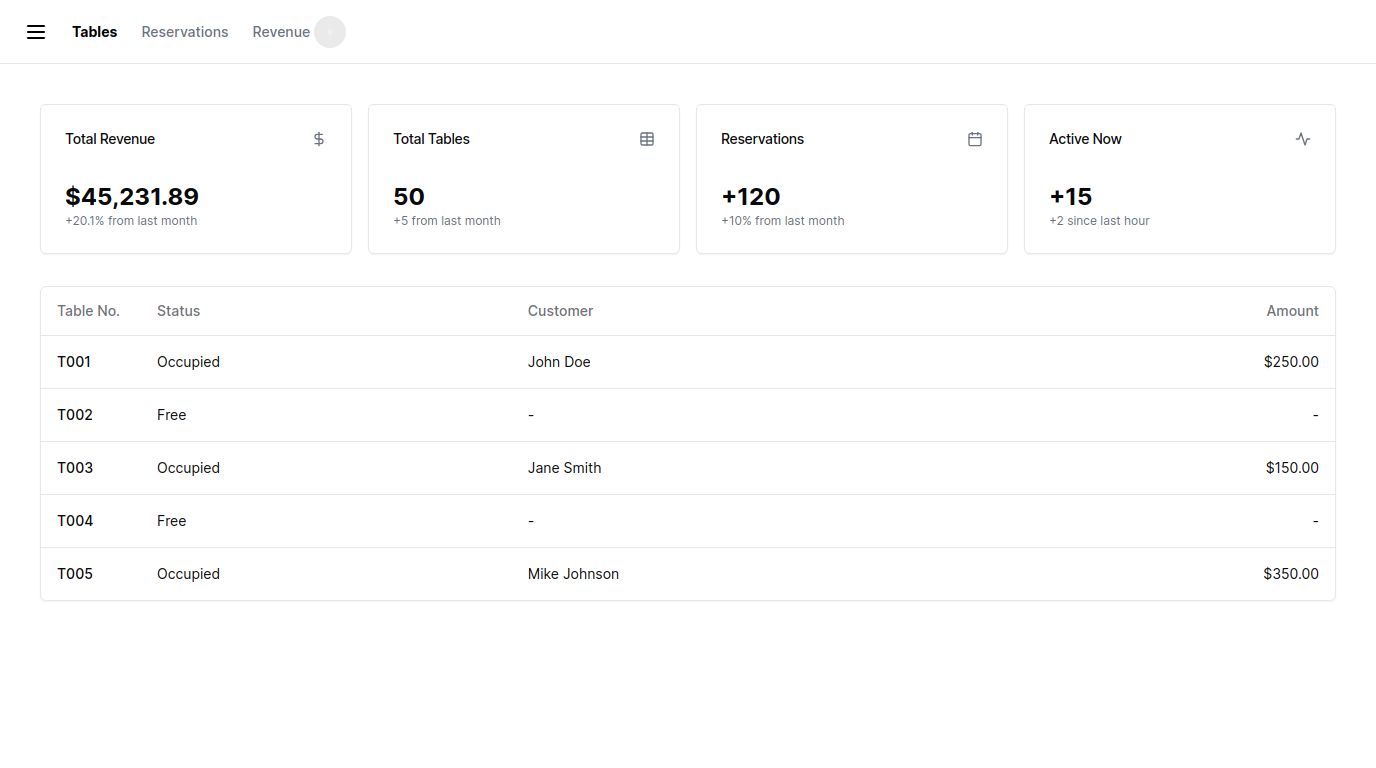 Tables Reservations Revenue
Total Revenue
$45,231.89
+20.1% from last month
Total Tables
50
+5 from last month
Reservations
+120
+10% from last month
Active Now
+15
+2 since last hour
Table No. Status Customer Amount
T001 Occupied John Doe $250.00
T002 Free - -
T003 Occupied Jane Smith $150.00
T004 Free - -
T005 Occupied Mike Johnson $350.00